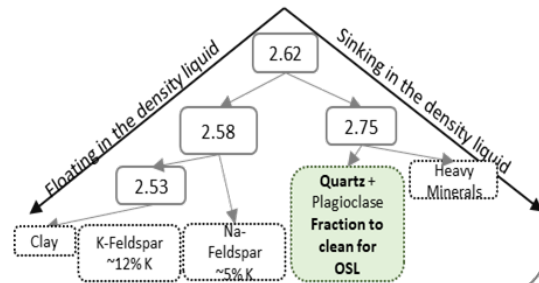 2.62
Floating in the density liquid
Sinking in the density liquid
2.58
2.75
2.53
Clay
K-Feldspar
~12% K
Na-
Feldspar
~5% K
Quartz +
Plagioclase
Fraction to
clean for
OSL
Heavy
Minerals